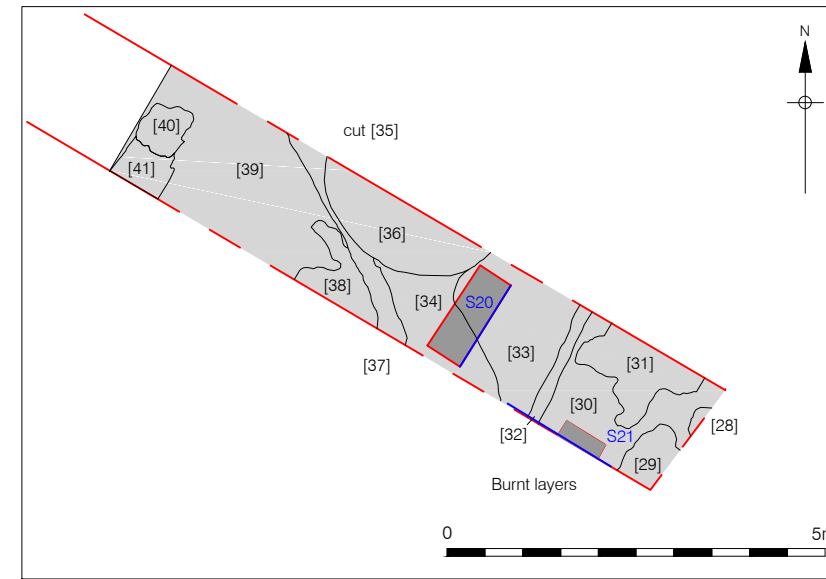 N
cut [35]
[40]
[41]
[39]
[36]
[38]
[34]
S20
[37]
[33]
[31]
[30]
[32]
S21
[28]
[29]
Burnt layers
0
5m